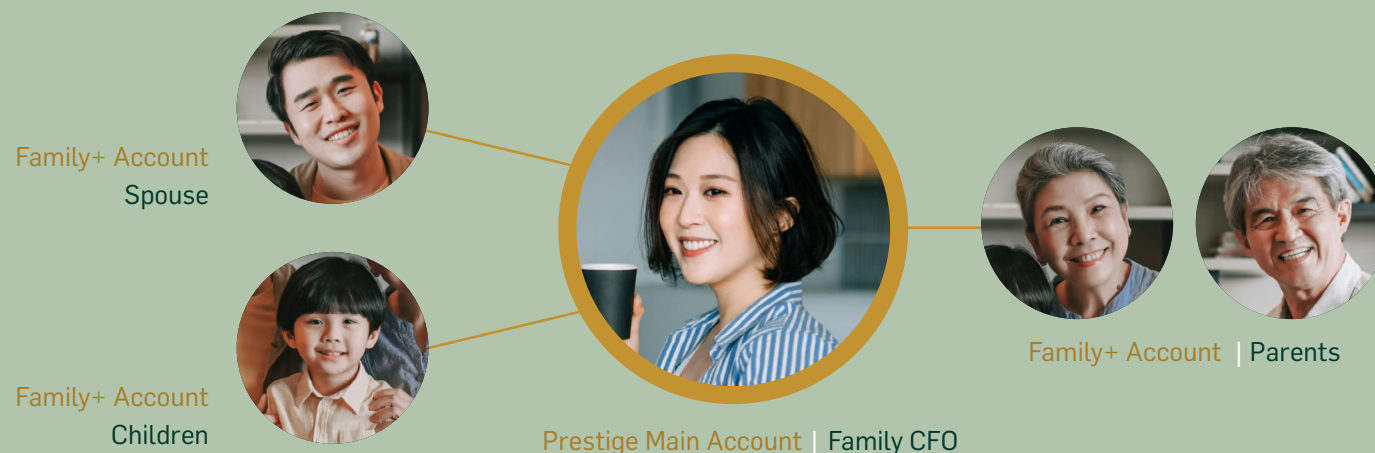 Family+ Account
Spouse
Family+ Account
Children
Prestige Main Account | Family CFO
Family+ Account | Parents